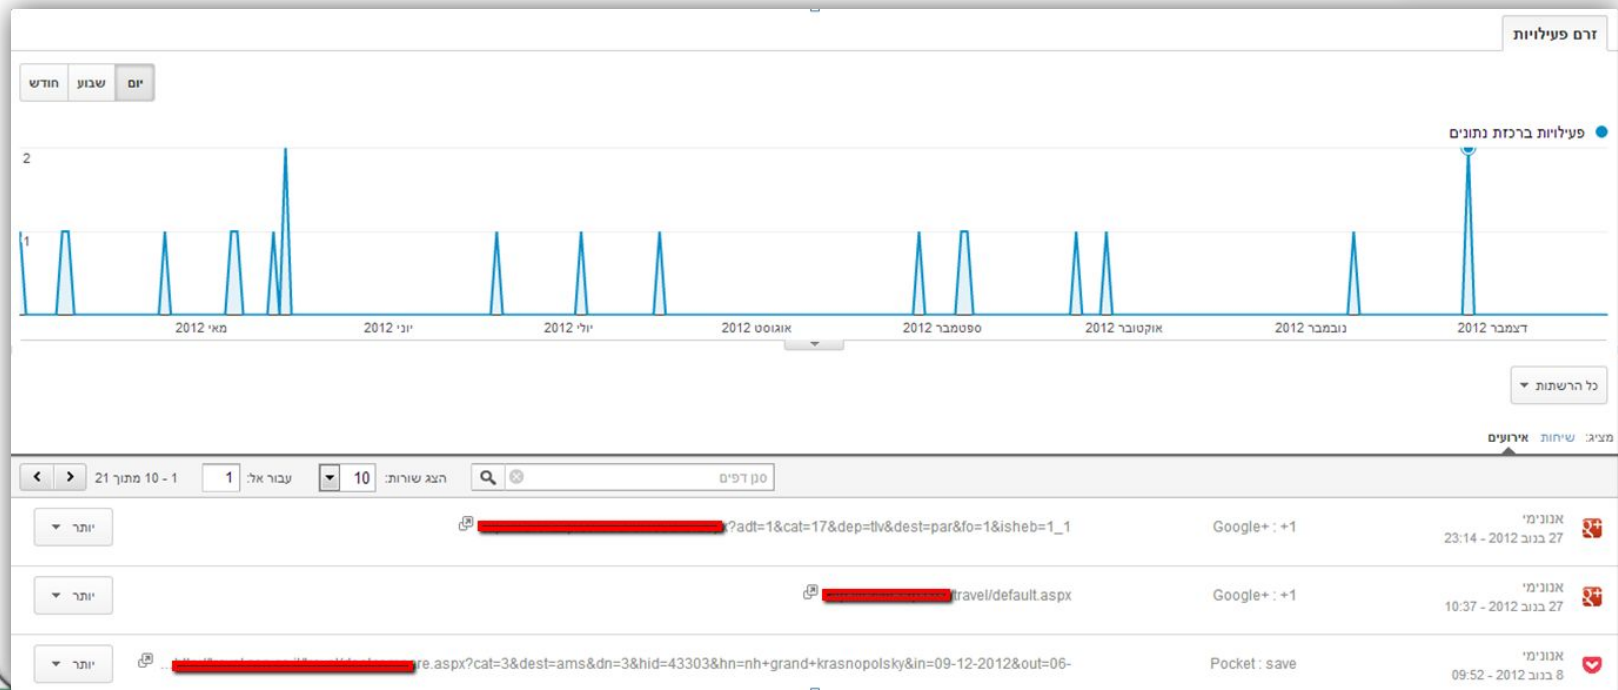 זרם פעילויות
יום שבוע חודש
פעילויות ברכזת נתונים
2
1
מאי 2012 יוני 2012 יולי 2012 אוגוסט 2012 ספטמבר 2012 אוקטובר 2012 נובמבר 2012 דצמבר 2012
כל הרשתות
מציג: שיחות אירועים
סנן דפים הצג שורות: 10 עבור אל: 1 1 - 10 מתוך 21
אנונימי
27 בנוב 2012 - 23:14
Google+ : +1
?adt=1&cat=17&dep=tlv&dest=par&fo=1&isheb=1_1
יותר
אנונימי
27 בנוב 2012 - 10:37
Google+ : +1
/travel/default.aspx
יותר
אנונימי
8 בנוב 2012 - 09:52
Pocket : save
re.aspx?cat=3&dest=ams&dn=3&hid=43303&hn=nh+grand+krasnopolsky&in=09-12-2012&out=06-
...
יותר